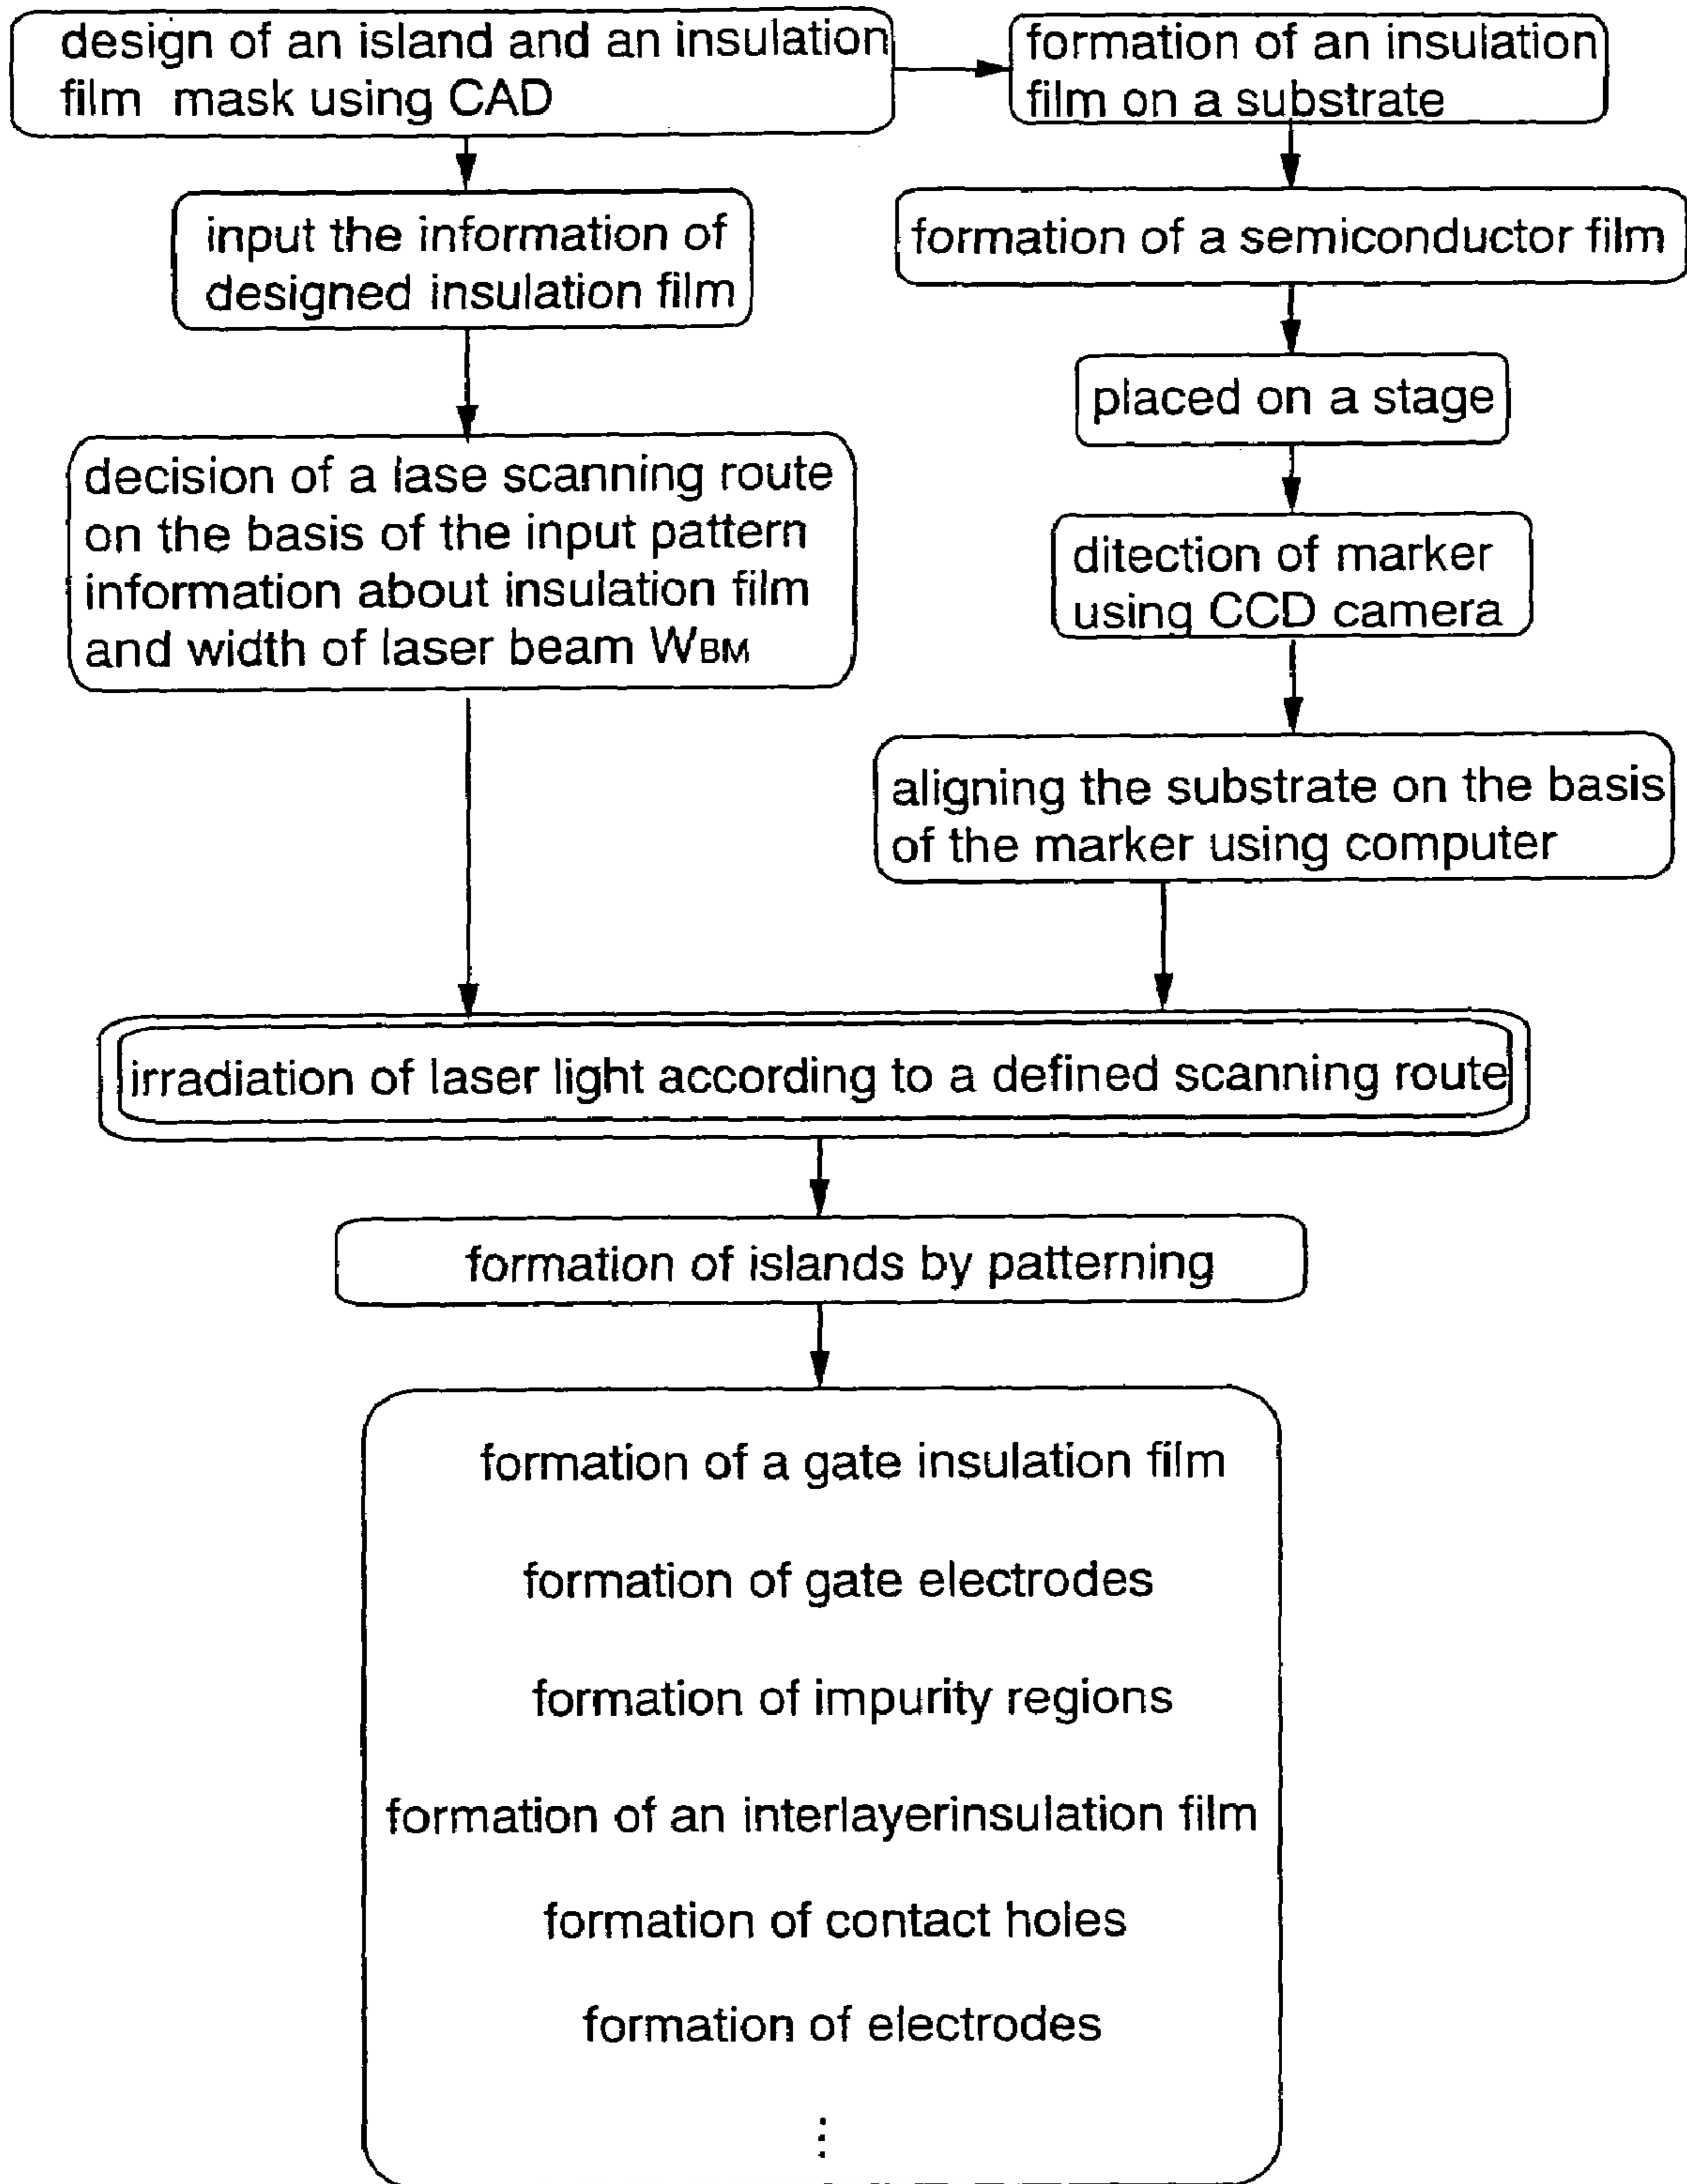 design of an island and an insulation
film mask using CAD
formation of an insulation
film on a substrate
input the information of
designed insulation film
formation of a semiconductor film
placed on a stage
decision of a lase scanning route
on the basis of the input pattern
information about insulation film
and width of laser beam WBM
ditection of marker
using CCD camera
aligning the substrate on the basis
of the marker using computer
irradiation of laser light according to a defined scanning route
formation of islands by patterning
formation of a gate insulation film
formation of gate electrodes
formation of impurity regions
formation of an interlayerinsulation film
formation of contact holes
formation of electrodes
⋮